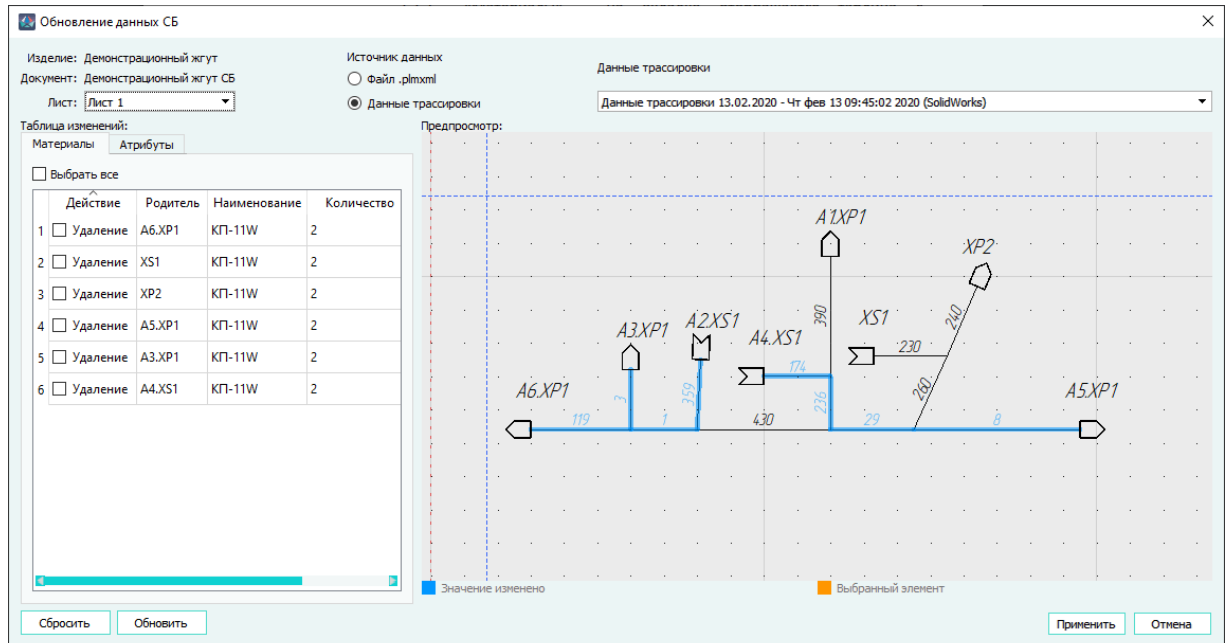 Обновление данных СБ
Изделие: Демонстрационный жгут
Документ: Демонстрационный жгут СБ
Лист: Лист 1
Источник данных
Файл .plmxml
Данные трассировки
Данные трассировки
Данные трассировки 13.02.2020 - Чт фев 13 09:45:02 2020 (SolidWorks)
Таблица изменений:
Материалы Атрибуты
Выбрать все
Действие Родитель Наименование Количество
1 Удаление A6.XP1 КП-11W 2
2 Удаление XS1 КП-11W 2
3 Удаление XP2 КП-11W 2
4 Удаление A5.XP1 КП-11W 2
5 Удаление A3.XP1 КП-11W 2
6 Удаление A4.XS1 КП-11W 2
Предпросмотр:
A1.XP1
XP2
A3.XP1 A2.XS1 A4.XS1 390 XS1 240
230
174
A6.XP1 3 359 236 260 A5.XP1
119 1 430 29 8
Значение изменено Выбранный элемент
Сбросить Обновить Применить Отмена